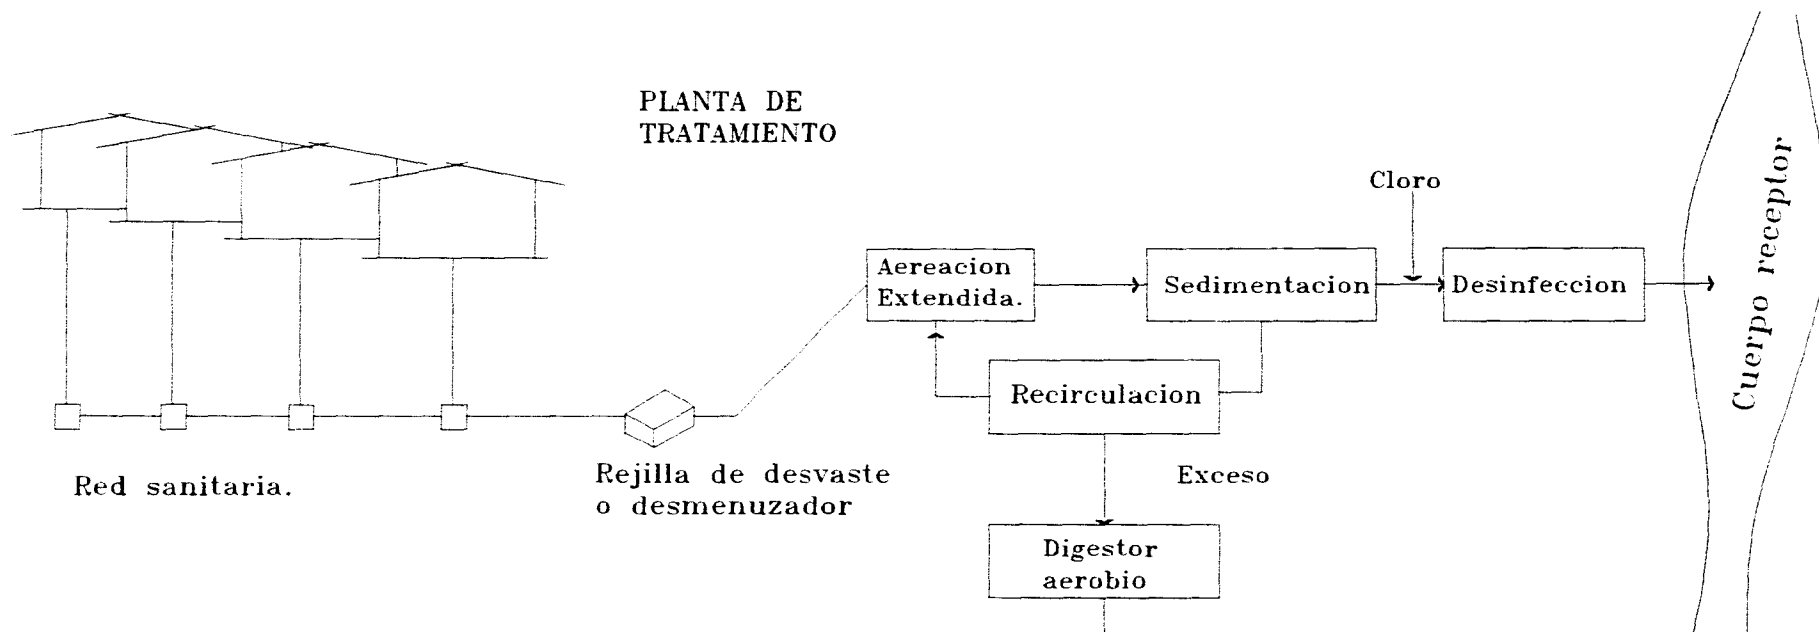 PLANTA DE
TRATAMIENTO
Cloro
Aereacion
Extendida.
Sedimentacion
Desinfeccion
Cuerpo receptor
Recirculacion
Red sanitaria.
Rejilla de desvaste
o desmenuzador
Exceso
Digestor
aerobio